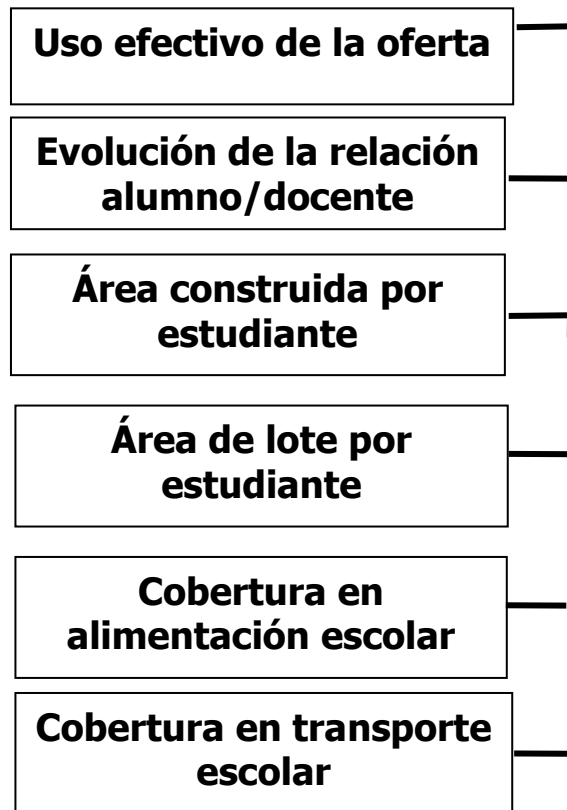 Uso efectivo de la oferta
Evolución de la relación
alumno/docente
Área construida por
estudiante
Área de lote por
estudiante
Cobertura en
alimentación escolar
Cobertura en transporte
escolar